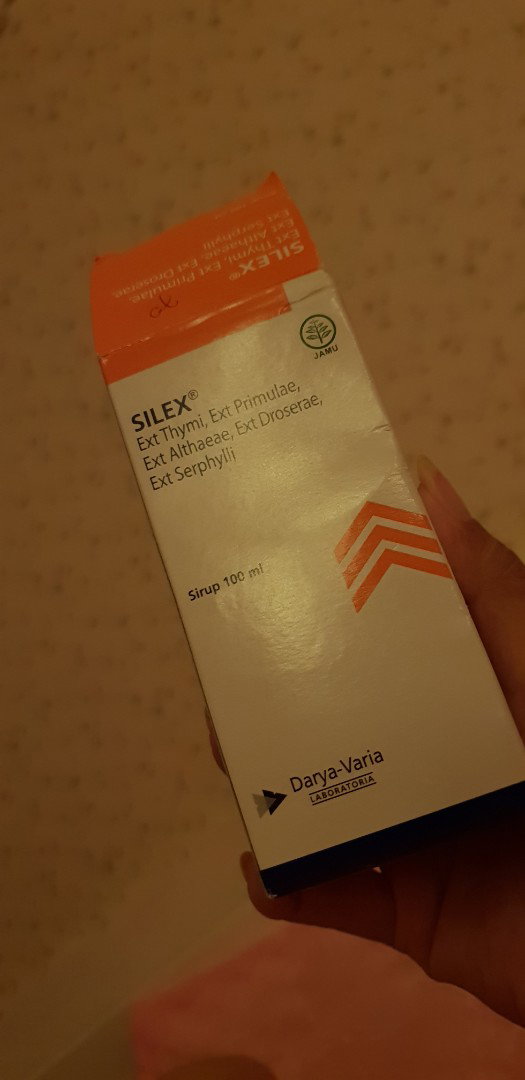 SILEX®
Ext Thymi, Ext Primulae,
Ext Althaeae, Ext Droserae,
Ext Serphylli
JAMU
SILEX®
Ext Thymi, Ext Primulae,
Ext Althaeae, Ext Droserae,
Ext Serphylli
Sirup 100 ml
Darya-Varia
LABORATORIA